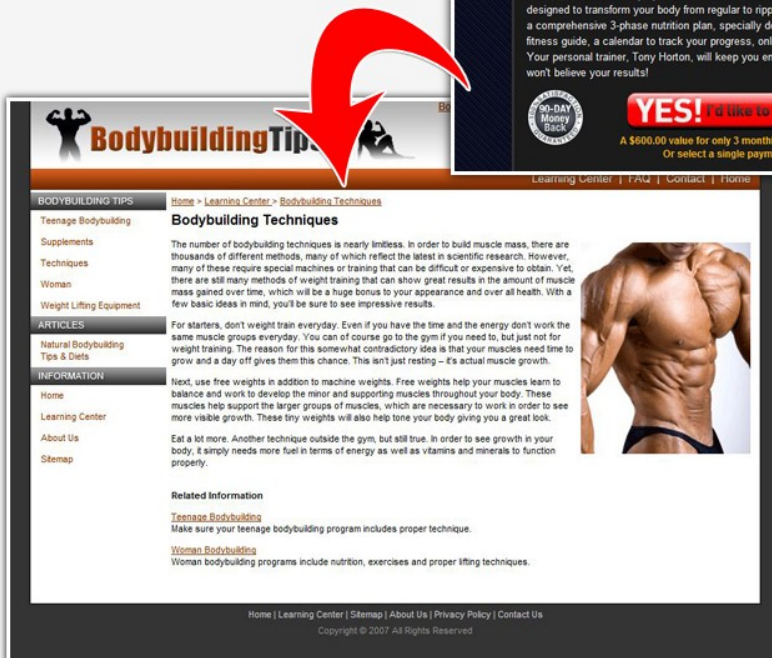 designed to transform your body from regular to ripp
a comprehensive 3-phase nutrition plan, specially de
fitness guide, a calendar to track your progress, onl
Your personal trainer, Tony Horton, will keep you en
won't believe your results!
SATISFACTION
90-DAY
Money
Back
GUARANTEED
YES! I'd like to
A $600.00 value for only 3 month
Or select a single paym
Bo
BodybuildingTip
Learning Center | FAQ | Contact | Home
BODYBUILDING TIPS
Teenage Bodybuilding
Supplements
Techniques
Woman
Weight Lifting Equipment
ARTICLES
Natural Bodybuilding
Tips & Diets
INFORMATION
Home
Learning Center
About Us
Sitemap
Home > Learning Center > Bodybuilding Techniques
Bodybuilding Techniques
The number of bodybuilding techniques is nearly limitless. In order to build muscle mass, there are
thousands of different methods, many of which reflect the latest in scientific research. However,
many of these require special machines or training that can be difficult or expensive to obtain. Yet,
there are still many methods of weight training that can show great results in the amount of muscle
mass gained over time, which will be a huge bonus to your appearance and over all health. With a
few basic ideas in mind, you'll be sure to see impressive results.
For starters, don't weight train everyday. Even if you have the time and the energy don't work the
same muscle groups everyday. You can of course go to the gym if you need to, but just not for
weight training. The reason for this somewhat contradictory idea is that your muscles need time to
grow and a day off gives them this chance. This isn't just resting – it's actual muscle growth.
Next, use free weights in addition to machine weights. Free weights help your muscles learn to
balance and work to develop the minor and supporting muscles throughout your body. These
muscles help support the larger groups of muscles, which are necessary to work in order to see
more visible growth. These tiny weights will also help tone your body giving you a great look.
Eat a lot more. Another technique outside the gym, but still true. In order to see growth in your
body, it simply needs more fuel in terms of energy as well as vitamins and minerals to function
properly.
Related Information
Teenage Bodybuilding
Make sure your teenage bodybuilding program includes proper technique.
Woman Bodybuilding
Woman bodybuilding programs include nutrition, exercises and proper lifting techniques.
Home | Learning Center | Sitemap | About Us | Privacy Policy | Contact Us
Copyright © 2007 All Rights Reserved